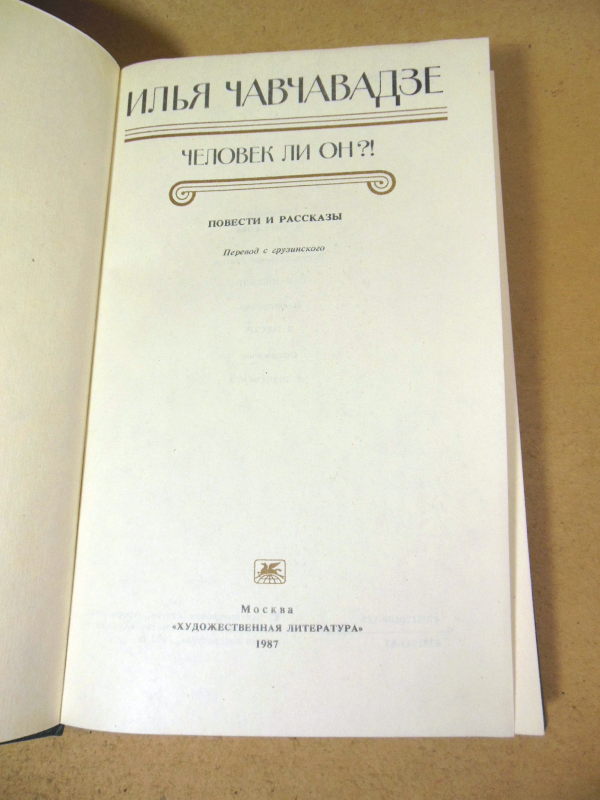 ИЛЬЯ ЧАВЧАВАДЗЕ
ЧЕЛОВЕК ЛИ ОН?!
ПОВЕСТИ И РАССКАЗЫ
Перевод с грузинского
Москва
«ХУДОЖЕСТВЕННАЯ ЛИТЕРАТУРА»
1987